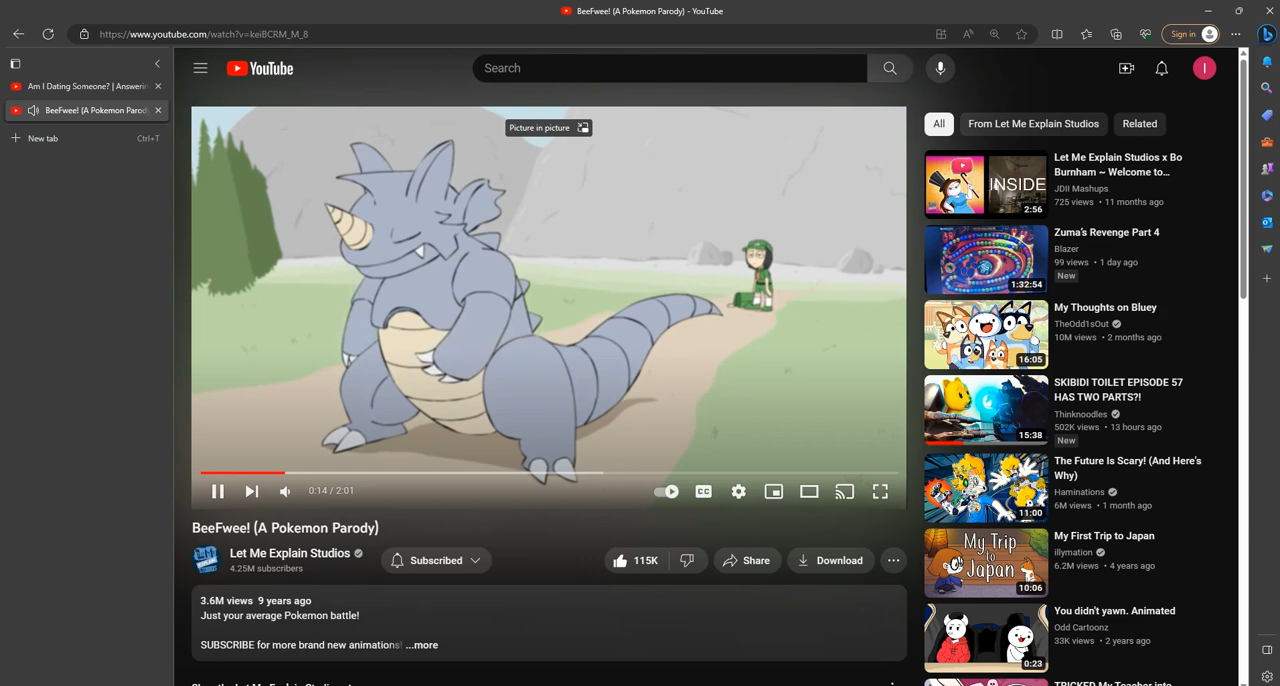 BeeFwee! (A Pokemon Parody) - YouTube
https://www.youtube.com/watch?v=keiBCRM_M_8
Sign in
Am I Dating Someone? | Answerin
BeeFwee! (A Pokemon Parody
New tab
Ctrl+T
YouTube
Search
I
Picture in picture
0:14 / 2:01
CC
BeeFwee! (A Pokemon Parody)
Let Me Explain Studios
4.25M subscribers
Subscribed
115K
Share
Download
3.6M views 9 years ago
Just your average Pokemon battle!
SUBSCRIBE for more brand new animations! ...more
All
From Let Me Explain Studios
Related
INSIDE
2:56
Let Me Explain Studios x Bo
Burnham ~ Welcome to...
JDII Mashups
725 views • 11 months ago
1:32:54
Zuma's Revenge Part 4
Blazer
99 views • 1 day ago
New
16:05
My Thoughts on Bluey
TheOdd1sOut
10M views • 2 months ago
15:38
SKIBIDI TOILET EPISODE 57
HAS TWO PARTS?!
Thinknoodles
502K views • 13 hours ago
New
11:00
The Future Is Scary! (And Here's
Why)
Haminations
6M views • 1 month ago
My Trip
to
Japan
10:06
My First Trip to Japan
illymation
6.2M views • 4 years ago
0:23
You didn't yawn. Animated
Odd Cartoonz
33K views • 2 years ago